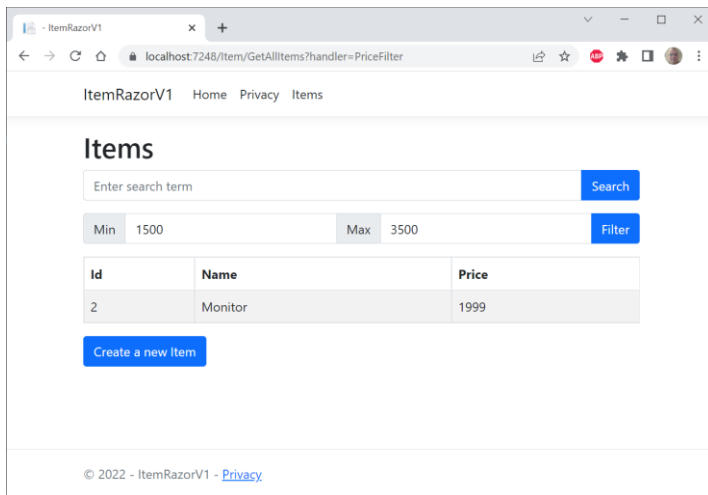 - ItemRazorV1
localhost:7248/Item/GetAllItems?handler=PriceFilter
ABP
ItemRazorV1 Home Privacy Items
Items
Enter search term Search
Min 1500 Max 3500 Filter
Id Name Price
2 Monitor 1999
Create a new Item
© 2022 - ItemRazorV1 - Privacy